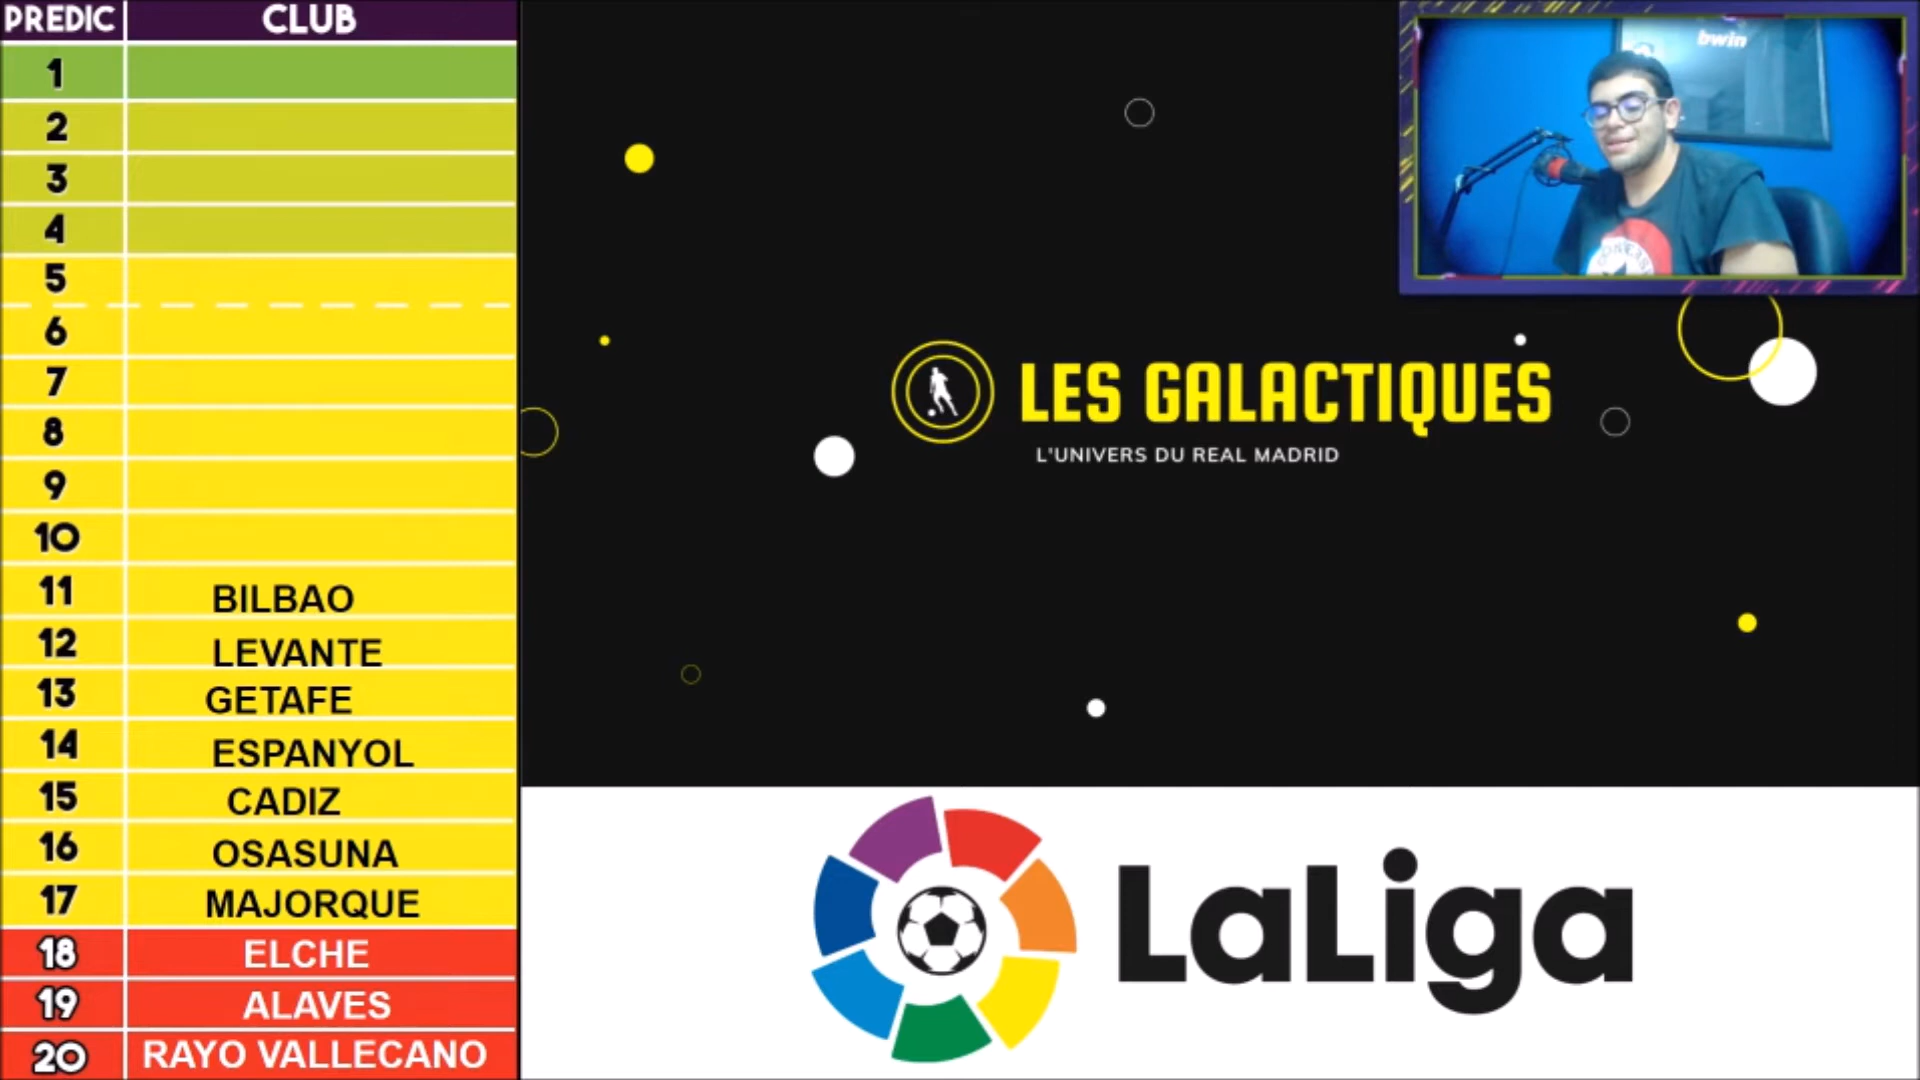 PREDIC CLUB
1
2
3
4
5
6
7
8
9
10
11 BILBAO
12 LEVANTE
13 GETAFE
14 ESPANYOL
15 CADIZ
16 OSASUNA
17 MAJORQUE
18 ELCHE
19 ALAVES
20 RAYO VALLECANO
bwin
LES GALACTIQUES
L'UNIVERS DU REAL MADRID
LaLiga